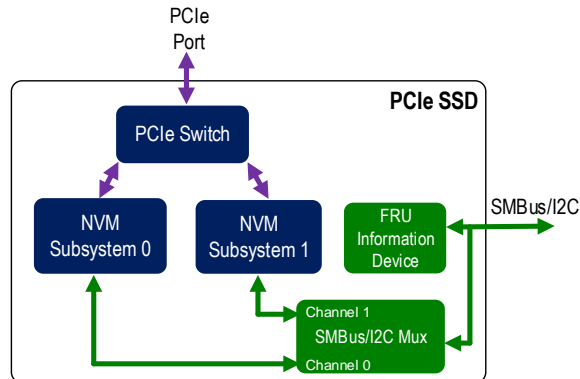 PCIe
Port
PCIe SSD
PCIe Switch
NVM
Subsystem 0
NVM
Subsystem 1
FRU
Information
Device
SMBus/I2C
Channel 1
SMBus/I2C Mux
Channel 0